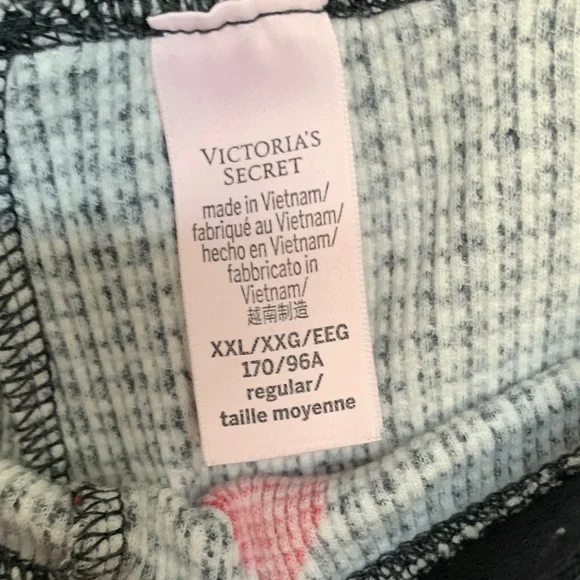 VICTORIA'S
SECRET
made in Vietnam/
fabriqué au Vietnam/
hecho en Vietnam/
fabbricato in
Vietnam/
越南制造
XXL/XXG/EEG
170/96A
regular/
taille moyenne